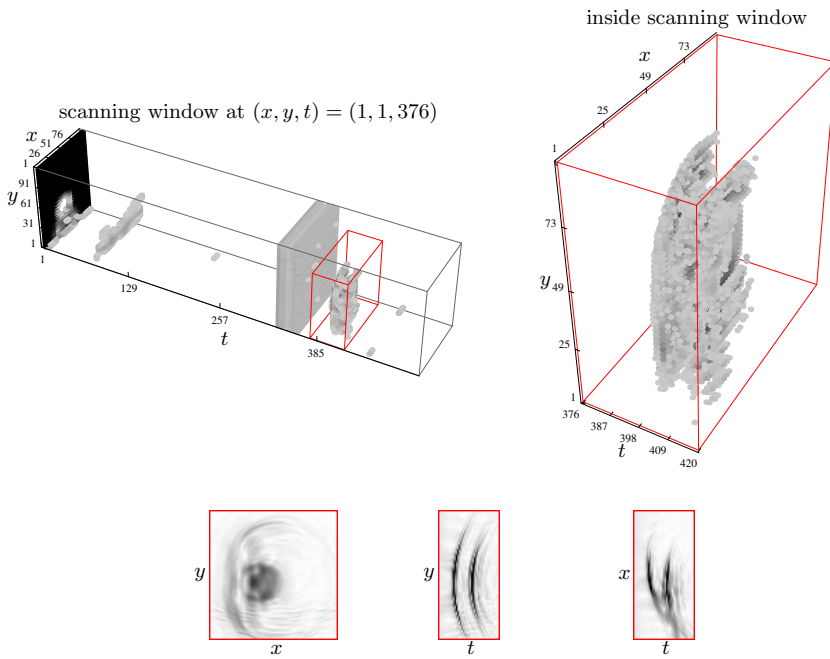 inside scanning window
scanning window at (x, y, t) = (1, 1, 376)
x
76
51
26
1
91
y
61
31
1
1
129
257
t
385
x
73
49
25
1
73
y
49
25
1
376
387
398
t
409
420
y
x
y
t
x
t